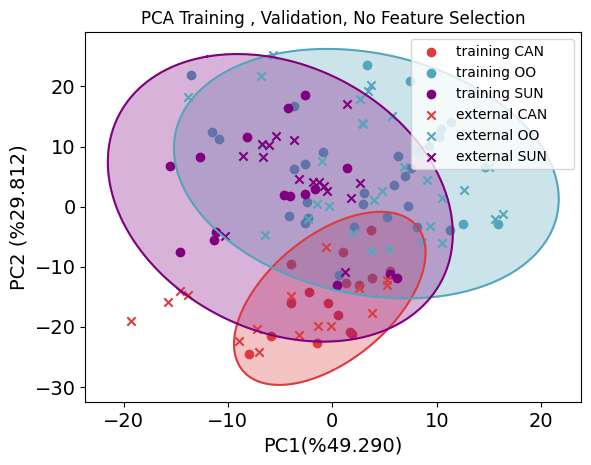 PCA Training , Validation, No Feature Selection
training CAN
training OO
training SUN
external CAN
external OO
external SUN
PC2 (%29.812)
20
10
0
−10
−20
−30
−20
−10
0
10
20
PC1(%49.290)